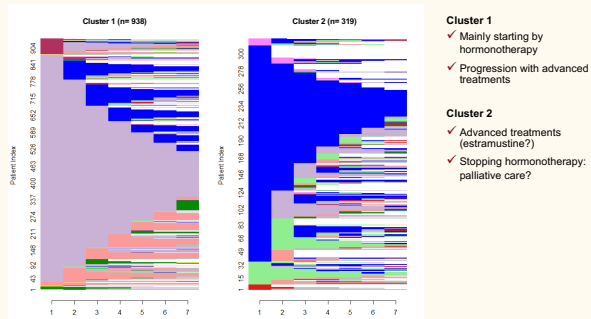 Cluster 1 (n= 938)
Cluster 2 (n= 319)
Patient Index
904
841
778
715
652
589
526
463
400
337
274
211
148
92
43
1
1 2 3 4 5 6 7
Patient Index
300
278
256
234
212
190
168
146
124
102
83
66
49
32
15
1
1 2 3 4 5 6 7
Cluster 1
✓ Mainly starting by
hormonotherapy
✓ Progression with advanced
treatments
Cluster 2
✓ Advanced treatments
(estramustine?)
✓ Stopping hormonotherapy:
palliative care?